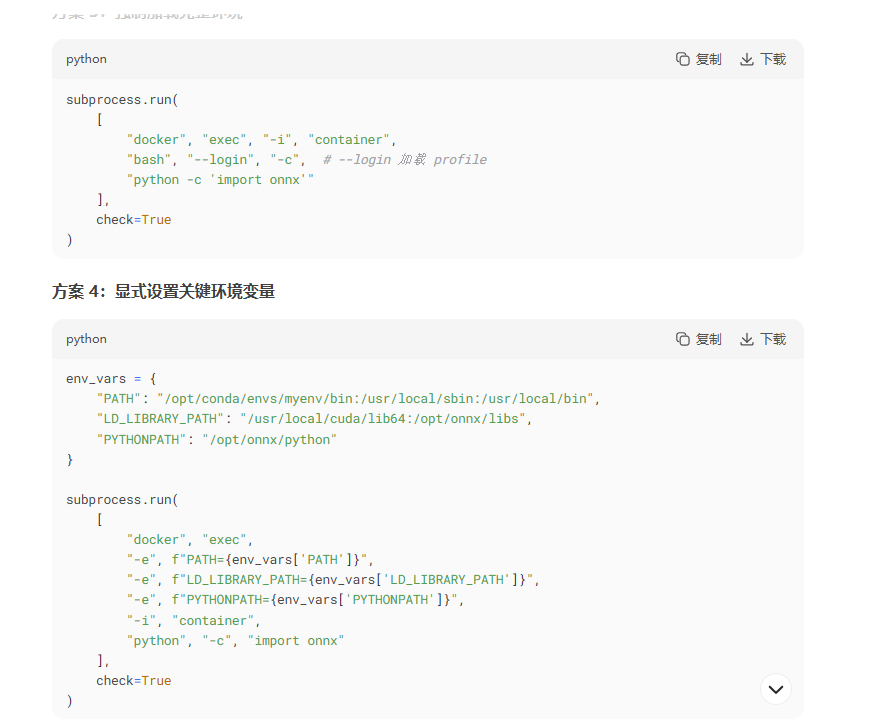 python
复制
下载
subprocess.run(
    [
        "docker", "exec", "-i", "container",
        "bash", "--login", "-c",  # --login 加载 profile
        "python -c 'import onnx'"
    ],
    check=True
)
方案 4：显式设置关键环境变量
python
复制
下载
env_vars = {
    "PATH": "/opt/conda/envs/myenv/bin:/usr/local/sbin:/usr/local/bin",
    "LD_LIBRARY_PATH": "/usr/local/cuda/lib64:/opt/onnx/libs",
    "PYTHONPATH": "/opt/onnx/python"
}
subprocess.run(
    [
        "docker", "exec",
        "-e", f"PATH={env_vars['PATH']}",
        "-e", f"LD_LIBRARY_PATH={env_vars['LD_LIBRARY_PATH']}",
        "-e", f"PYTHONPATH={env_vars['PYTHONPATH']}",
        "-i", "container",
        "python", "-c", "import onnx"
    ],
    check=True
)